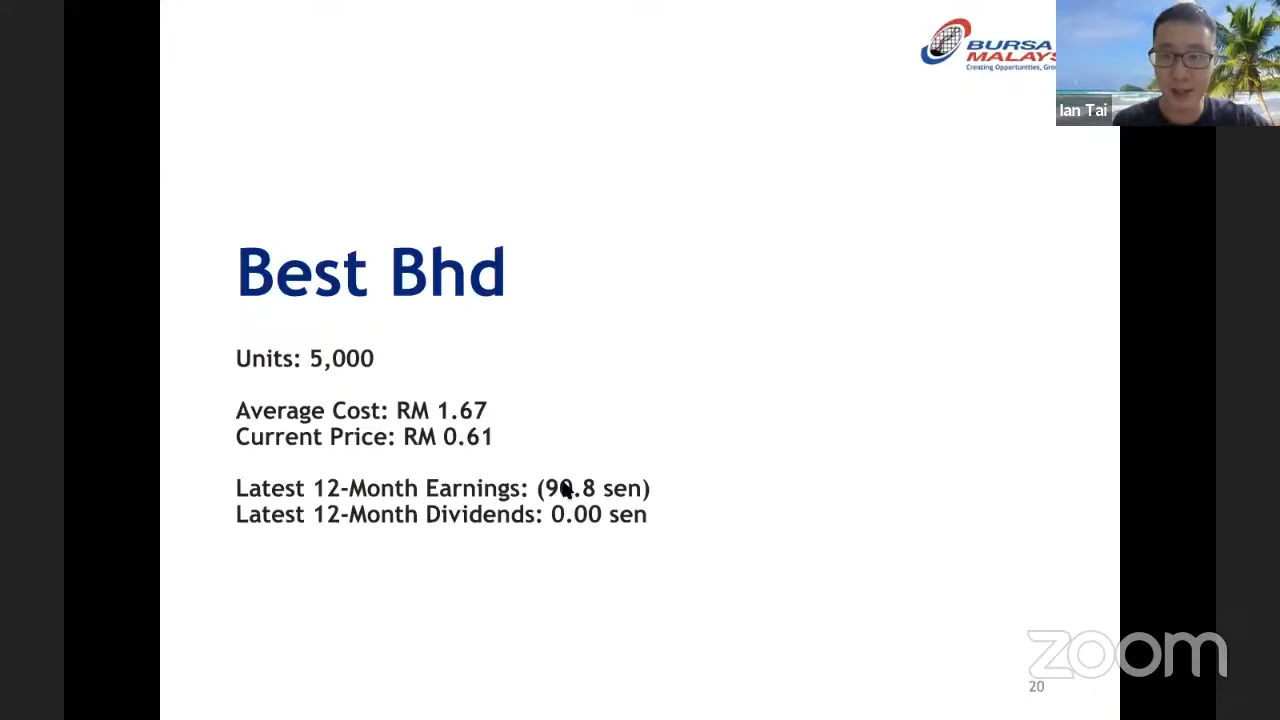 BURSA
MALAYS
Creating Opportunities, Gro
Ian Tai
Best Bhd
Units: 5,000
Average Cost: RM 1.67
Current Price: RM 0.61
Latest 12-Month Earnings: (90.8 sen)
Latest 12-Month Dividends: 0.00 sen
zoom
20